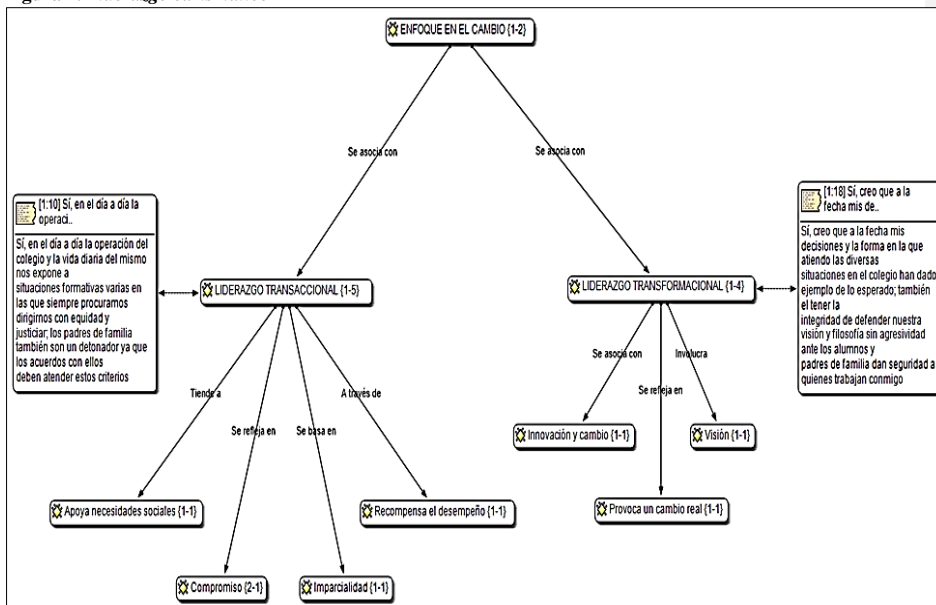 ENFOQUE EN EL CAMBIO {1-2}
Se asocia con
Se asocia con
[1:10] Sí, en el día a día la
operaci..
Sí, en el día a día la operación del
colegio y la vida diaria del mismo
nos expone a
situaciones formativas varias en
las que siempre procuramos
dirigirnos con equidad y
justiciar; los padres de familia
también son un detonador ya que
los acuerdos con ellos
deben atender estos criterios
[1:18] Sí, creo que a la
fecha mis de..
Sí, creo que a la fecha mis
decisiones y la forma en la que
atiendo las diversas
situaciones en el colegio han dado
ejemplo de lo esperado; también
el tener la
integridad de defender nuestra
visión y filosofía sin agresividad
ante los alumnos y
padres de familia dan seguridad a
quienes trabajan conmigo
LIDERAZGO TRANSACCIONAL {1-5}
LIDERAZGO TRANSFORMACIONAL {1-4}
Tiende a
Se refleja en
Se basa en
A través de
Se asocia con
Involucra
Se refleja en
Innovación y cambio {1-1}
Visión {1-1}
Apoya necesidades sociales {1-1}
Recompensa el desempeño {1-1}
Provoca un cambio real {1-1}
Compromiso {2-1}
Imparcialidad {1-1}